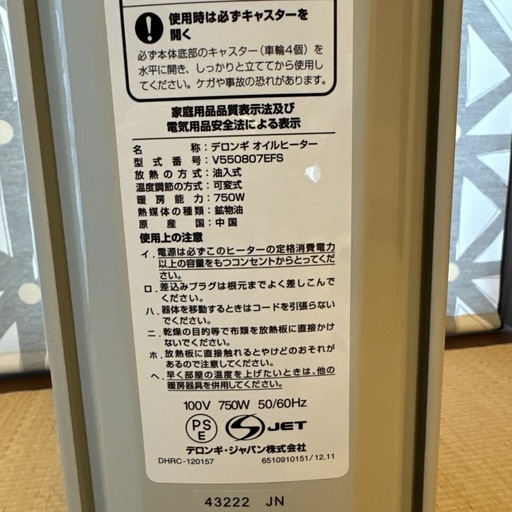 使用時は必ずキャスターを
開く
必ず本体底部のキャスター(車輪4個)を
水平に開き、しっかりと立ててから使用し
てください。ケガや事故の恐れがあります。
家庭用品品質表示法及び
電気用品安全法による表示
名称:デロンギ オイルヒーター
型式番号:V550807EFS
放熱の方式:油入式
温度調節の方式:可変式
暖房能力:750W
熱媒体の種類:鉱物油
原産国:中国
使用上の注意
イ. 電源は必ずこのヒーターの定格消費電力
以上の容量をもつコンセントからとってくだ
さい。
ロ. 差込みプラグは根元までよく差しこんで
ください。
ハ. 器体を移動するときはコードを引張らない
でください。
ニ. 乾燥の目的等で布類を放熱板に直接かけ
ないでください。
ホ. 放熱板に直接触れるとやけどのおそれが
あるので注意してください。
ヘ. 早く部屋の温度を上げたいときは、他の
暖房器具を併用してください。
100V 750W 50/60Hz
PS
E
JET
デロンギ・ジャパン株式会社
DHRC-120157 6510910151/12.11
43222 JN